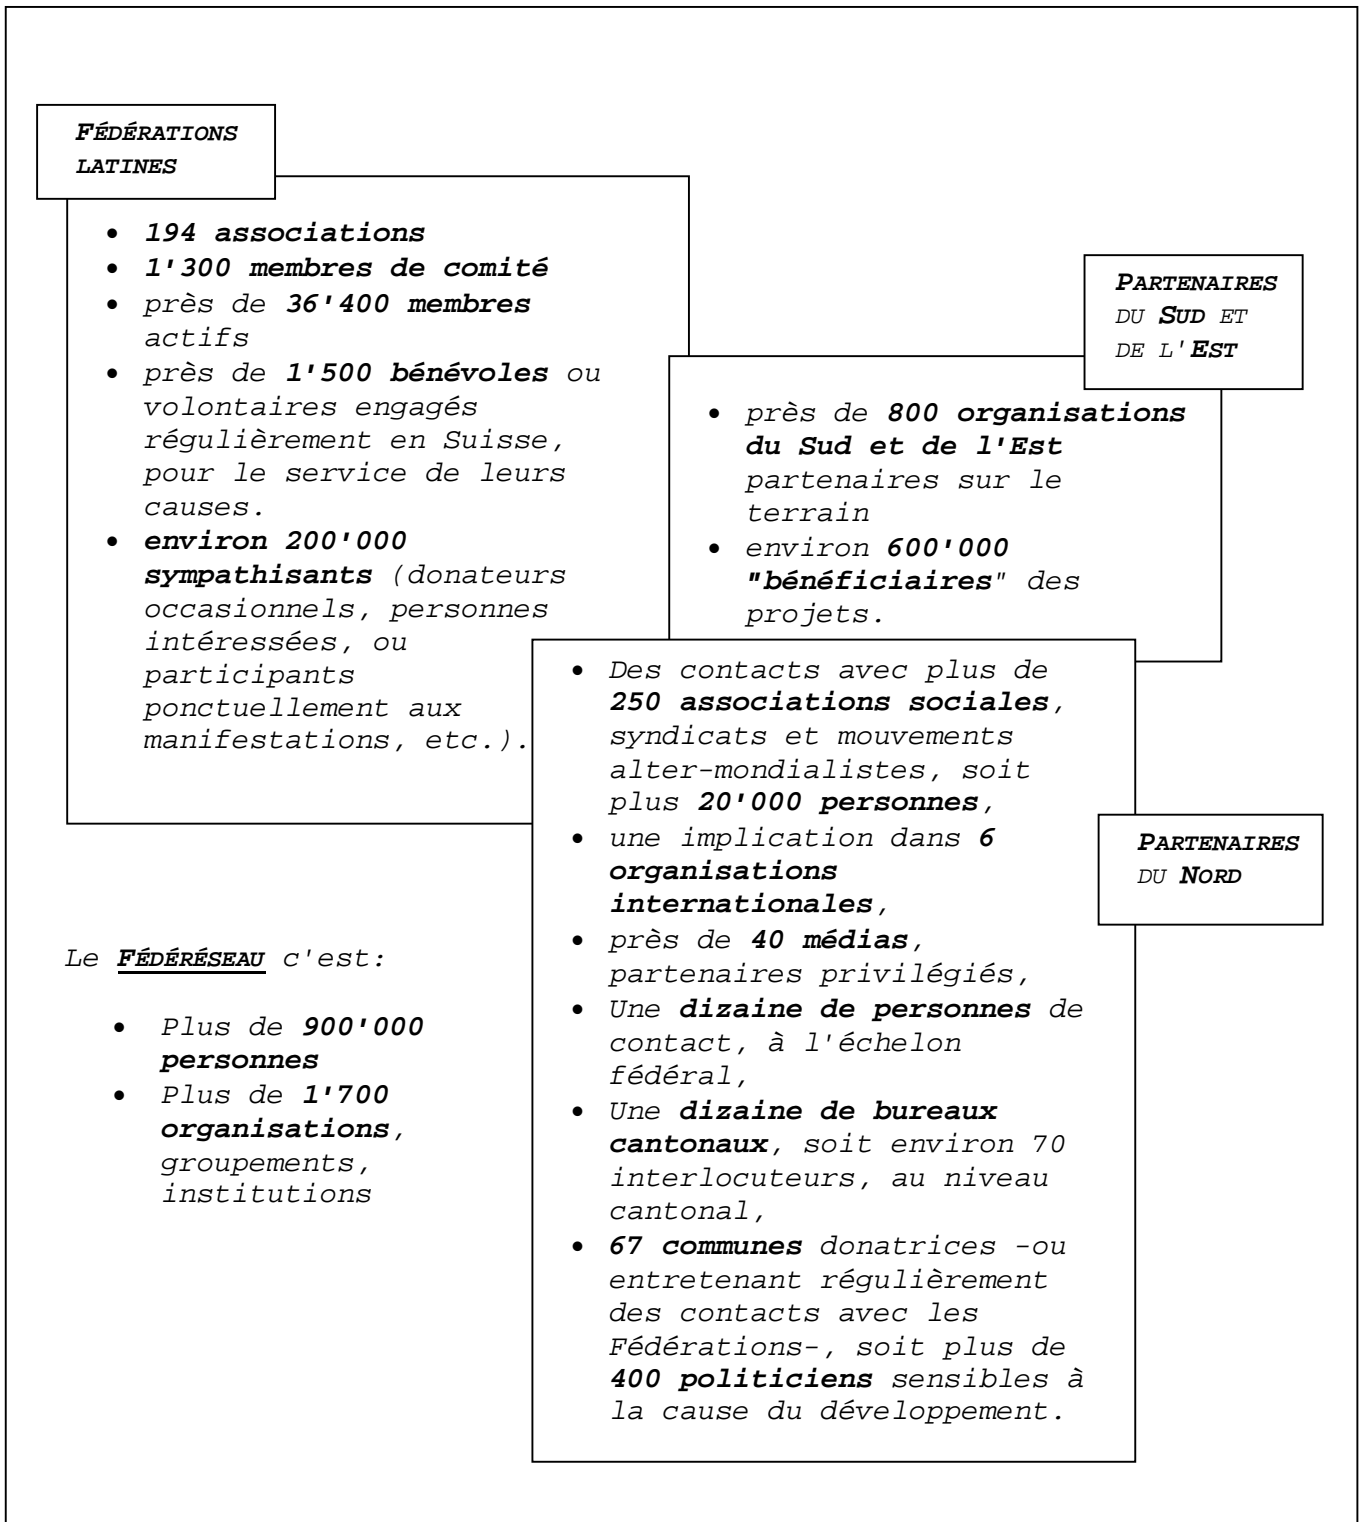 FÉDÉRATIONS
LATINES
• 194 associations
• 1'300 membres de comité
• près de 36'400 membres
actifs
• près de 1'500 bénévoles ou
volontaires engagés
régulièrement en Suisse,
pour le service de leurs
causes.
• environ 200'000
sympathisants (donateurs
occasionnels, personnes
intéressées, ou
participants
ponctuellement aux
manifestations, etc.).
PARTENAIRES
DU SUD ET
DE L'EST
• près de 800 organisations
du Sud et de l'Est
partenaires sur le
terrain
• environ 600'000
"bénéficiaires" des
projets.
• Des contacts avec plus de
250 associations sociales,
syndicats et mouvements
alter-mondialistes, soit
plus 20'000 personnes,
• une implication dans 6
organisations
internationales,
• près de 40 médias,
partenaires privilégiés,
• Une dizaine de personnes de
contact, à l'échelon
fédéral,
• Une dizaine de bureaux
cantonaux, soit environ 70
interlocuteurs, au niveau
cantonal,
• 67 communes donatrices -ou
entretenant régulièrement
des contacts avec les
Fédérations-, soit plus de
400 politiciens sensibles à
la cause du développement.
PARTENAIRES
DU NORD
Le FÉDÉRÉSEAU c'est:
• Plus de 900'000
personnes
• Plus de 1'700
organisations,
groupements,
institutions